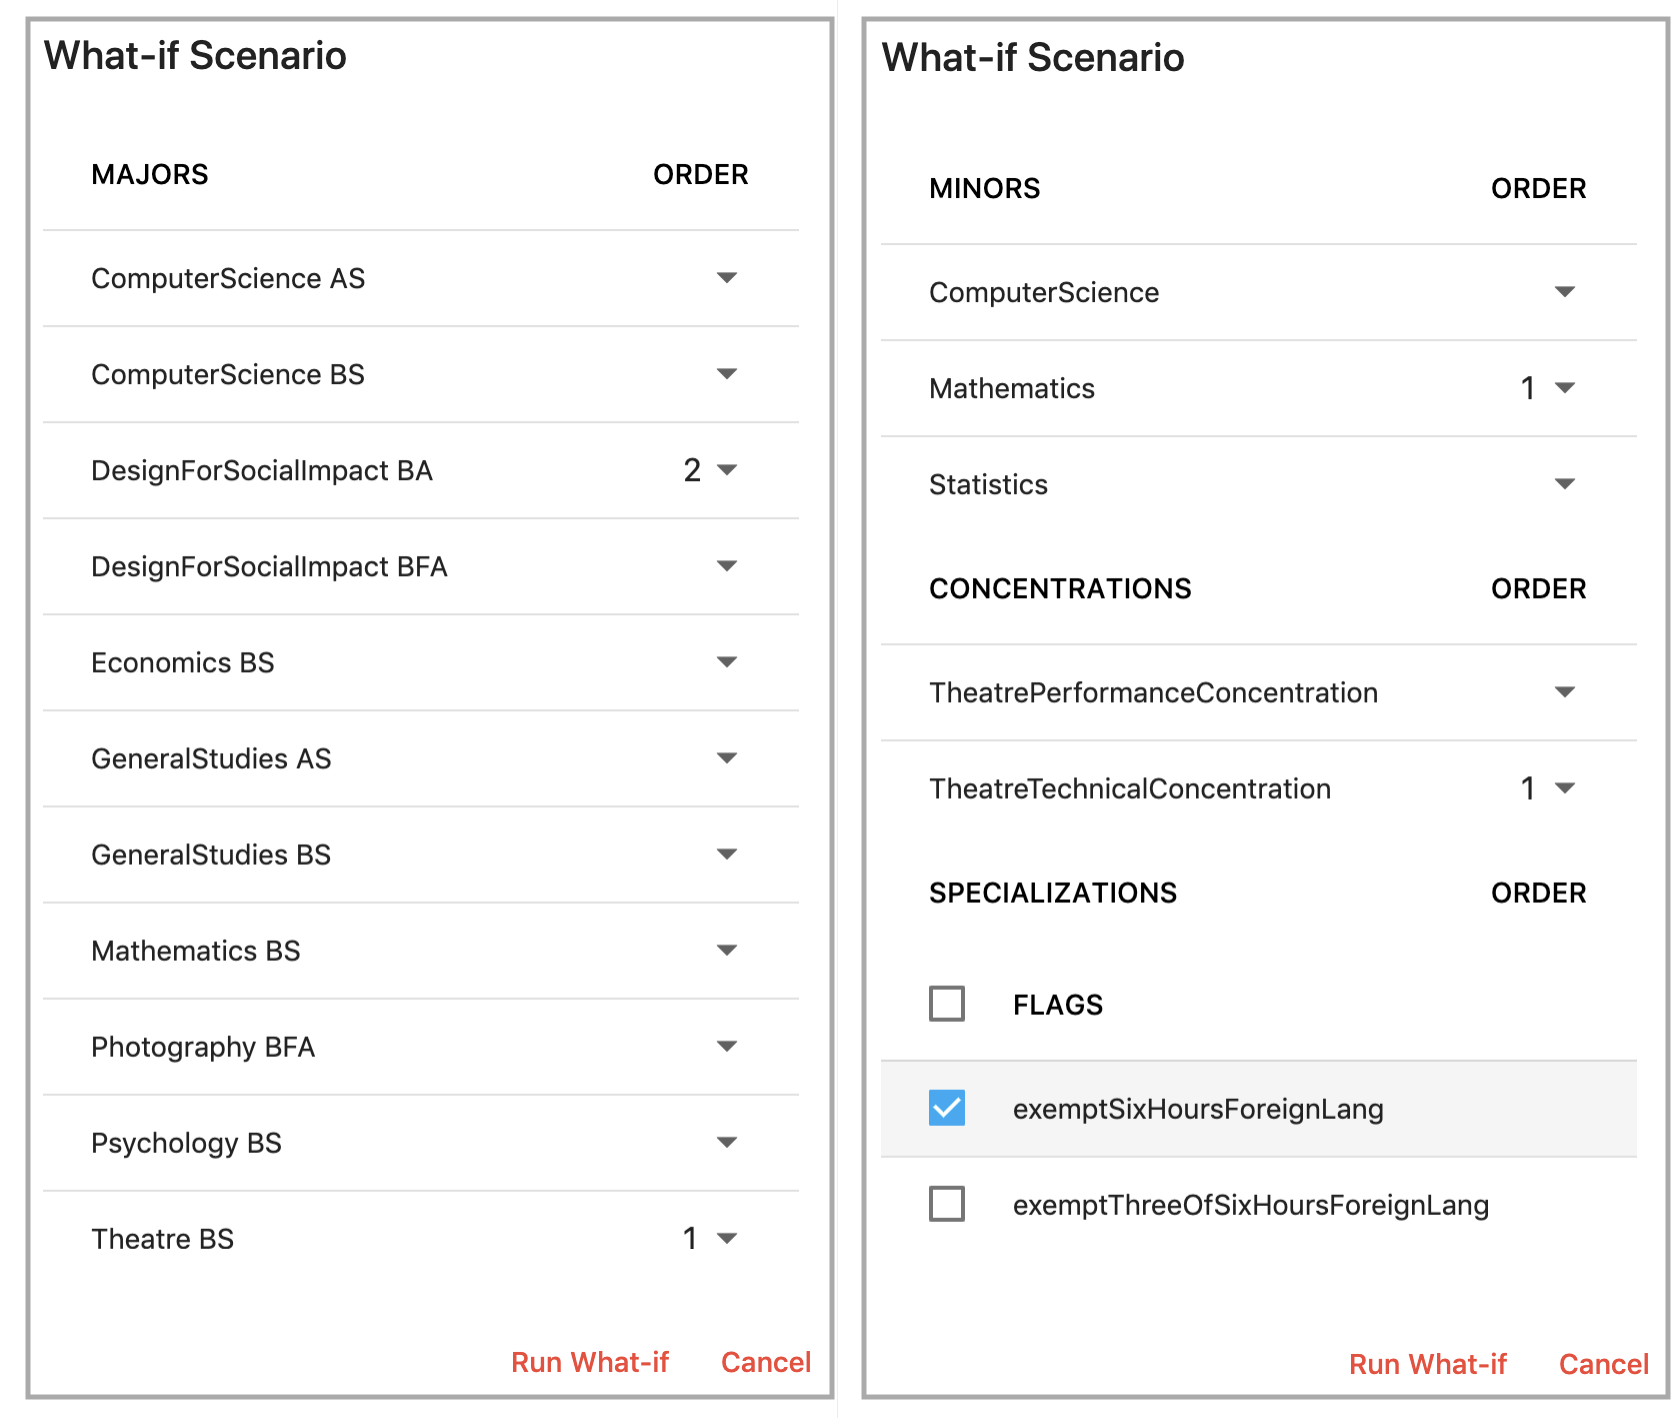 What-if Scenario
MAJORS ORDER
ComputerScience AS
ComputerScience BS
DesignForSocialImpact BA 2
DesignForSocialImpact BFA
Economics BS
GeneralStudies AS
GeneralStudies BS
Mathematics BS
Photography BFA
Psychology BS
Theatre BS 1
Run What-if Cancel
What-if Scenario
MINORS ORDER
ComputerScience
Mathematics 1
Statistics
CONCENTRATIONS ORDER
TheatrePerformanceConcentration
TheatreTechnicalConcentration 1
SPECIALIZATIONS ORDER
FLAGS
exemptSixHoursForeignLang
exemptThreeOfSixHoursForeignLang
Run What-if Cancel